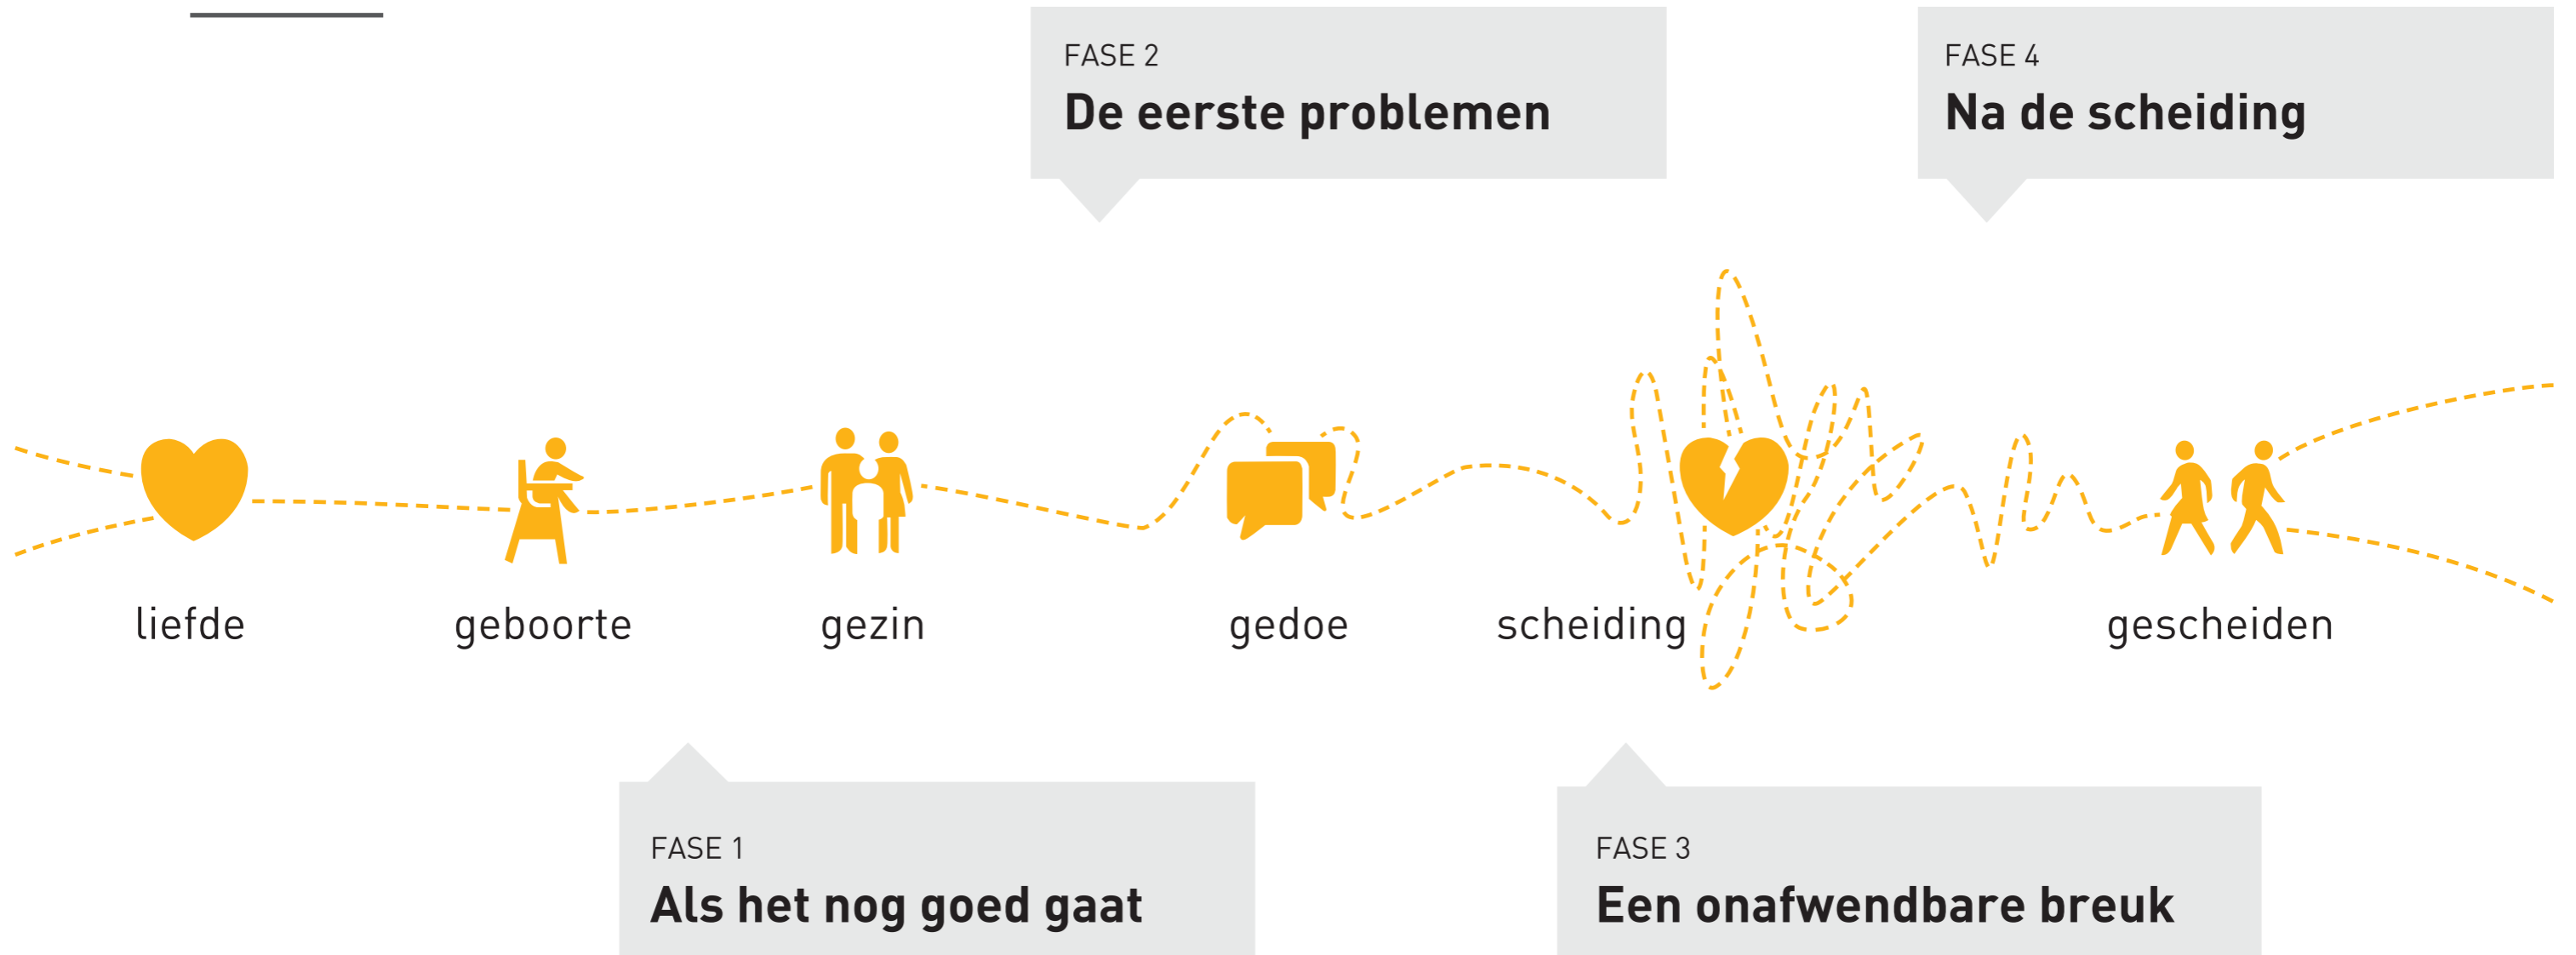 FASE 2
De eerste problemen
FASE 4
Na de scheiding
liefde
geboorte
gezin
gedoe
scheiding
gescheiden
FASE 1
Als het nog goed gaat
FASE 3
Een onafwendbare breuk